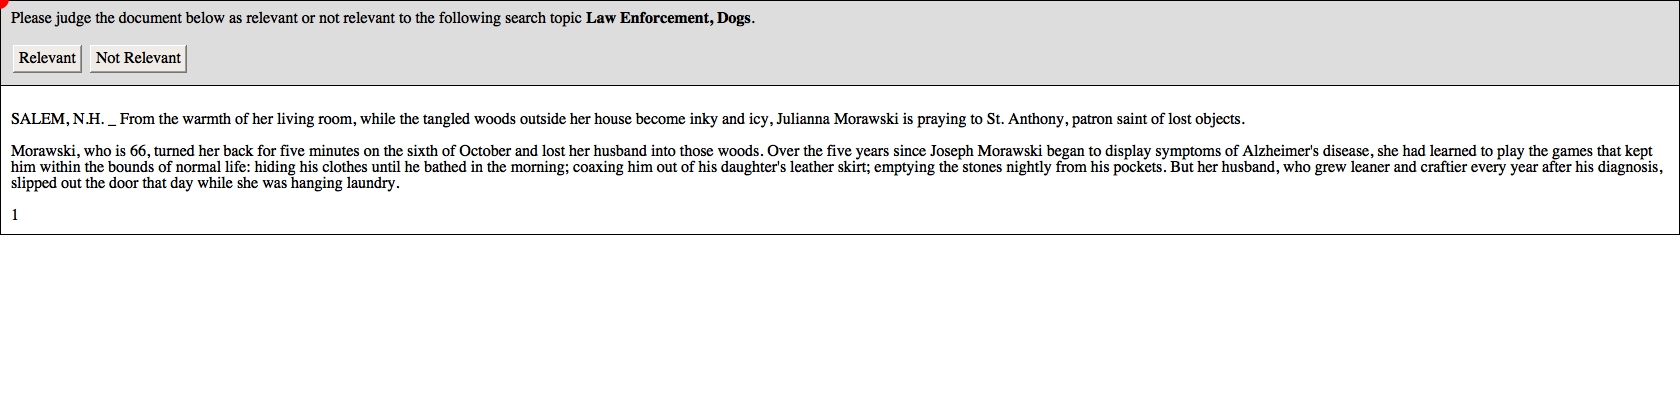 Please judge the document below as relevant or not relevant to the following search topic Law Enforcement, Dogs.
Relevant Not Relevant
SALEM, N.H. _ From the warmth of her living room, while the tangled woods outside her house become inky and icy, Julianna Morawski is praying to St. Anthony, patron saint of lost objects.
Morawski, who is 66, turned her back for five minutes on the sixth of October and lost her husband into those woods. Over the five years since Joseph Morawski began to display symptoms of Alzheimer's disease, she had learned to play the games that kept
him within the bounds of normal life: hiding his clothes until he bathed in the morning; coaxing him out of his daughter's leather skirt; emptying the stones nightly from his pockets. But her husband, who grew leaner and craftier every year after his diagnosis,
slipped out the door that day while she was hanging laundry.
1